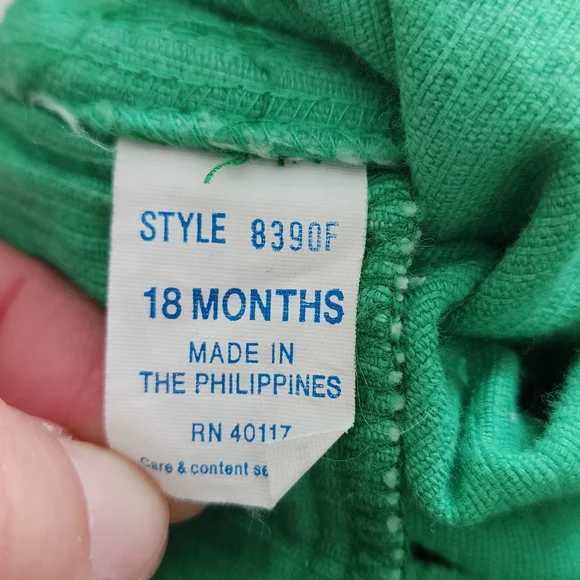 STYLE 8390F
18 MONTHS
MADE IN
THE PHILIPPINES
RN 40117
Care & content se